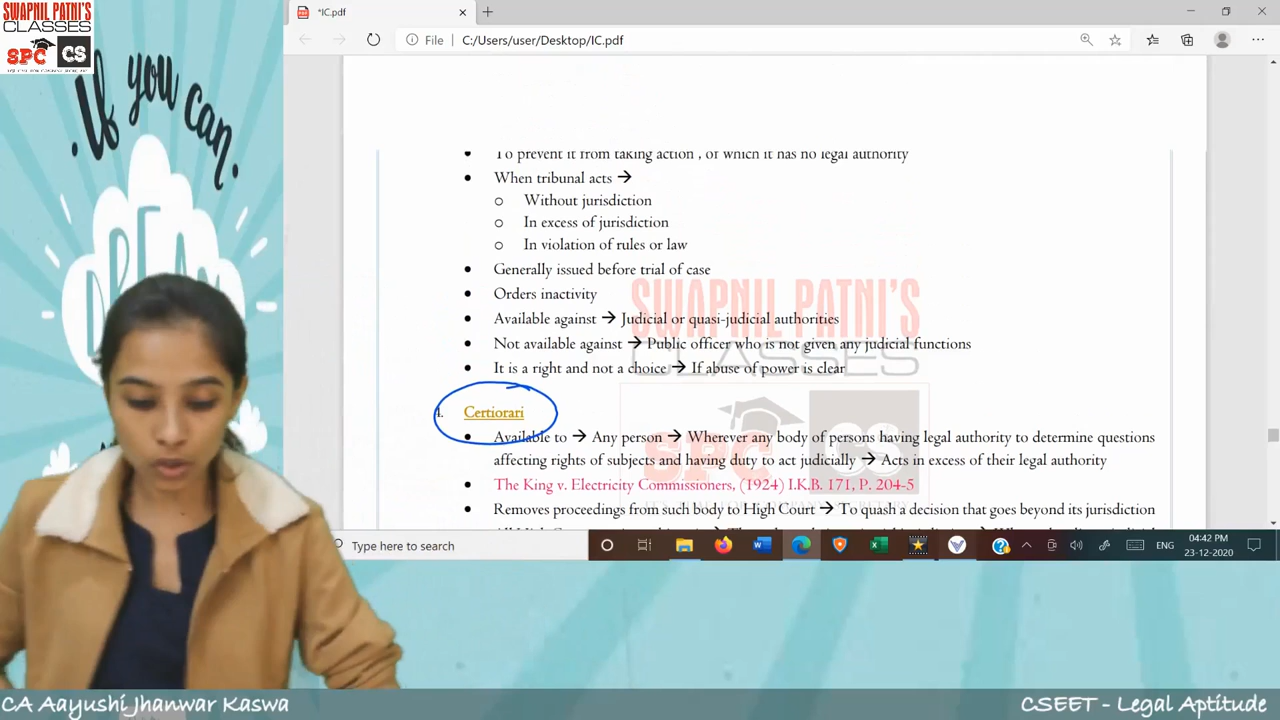 SWAPNIL PATNI'S
CLASSES
SPC CS
*IC.pdf
File C:/Users/user/Desktop/IC.pdf
.If you can.
DREAM
To prevent it from taking action , of which it has no legal authority
When tribunal acts →
Without jurisdiction
In excess of jurisdiction
In violation of rules or law
Generally issued before trial of case
Orders inactivity
Available against → Judicial or quasi-judicial authorities
Not available against → Public officer who is not given any judicial functions
It is a right and not a choice → If abuse of power is clear
SWAPNIL PATNI'S
CLASSES
SPC CS
Certiorari
Available to → Any person → Wherever any body of persons having legal authority to determine questions
affecting rights of subjects and having duty to act judicially → Acts in excess of their legal authority
The King v. Electricity Commissioners, (1924) I.K.B. 171, P. 204-5
Removes proceedings from such body to High Court → To quash a decision that goes beyond its jurisdiction
Type here to search
ENG
04:42 PM
23-12-2020
CA Aayushi Jhanwar Kaswa
CSEET - Legal Aptitude